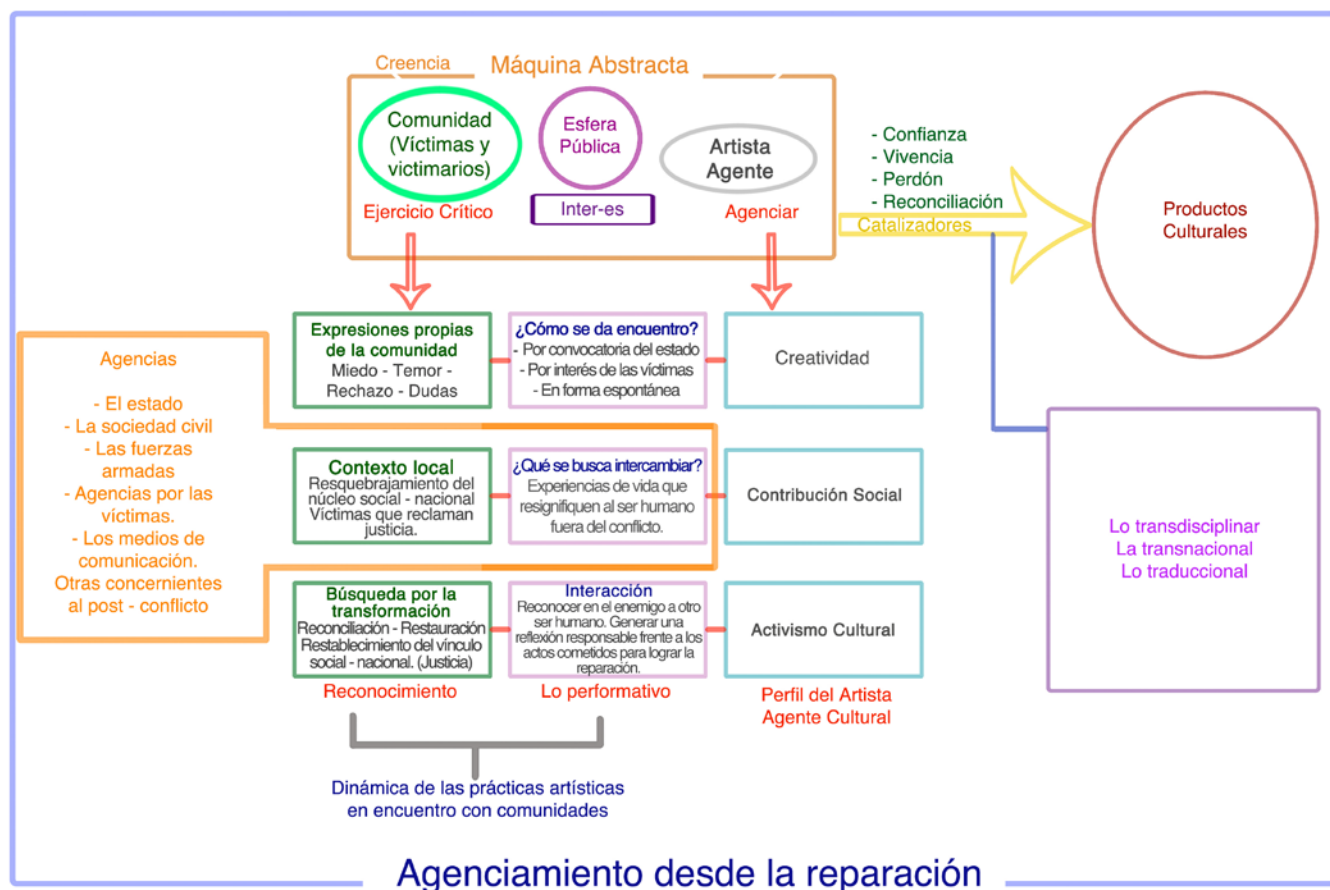 Creencia
Máquina Abstracta
Comunidad
(Víctimas y
victimarios)
Esfera
Pública
Artista
Agente
Ejercicio Crítico
Inter-es
Agenciar
- Confianza
- Vivencia
- Perdón
- Reconciliación
Catalizadores
Productos
Culturales
Expresiones propias
de la comunidad
Miedo - Temor -
Rechazo - Dudas
¿Cómo se da encuentro?
- Por convocatoria del estado
- Por interés de las víctimas
- En forma espontánea
Creatividad
Agencias
- El estado
- La sociedad civil
- Las fuerzas
armadas
- Agencias por las
víctimas.
- Los medios de
comunicación.
Otras concernientes
al post - conflicto
Contexto local
Resquebrajamiento del
núcleo social - nacional
Víctimas que reclaman
justicia.
¿Qué se busca intercambiar?
Experiencias de vida que
resignifiquen al ser humano
fuera del conflicto.
Contribución Social
Lo transdisciplinar
La transnacional
Lo traduccional
Búsqueda por la
transformación
Reconciliación - Restauración
Restablecimiento del vínculo
social - nacional. (Justicia)
Interacción
Reconocer en el enemigo a otro
ser humano. Generar una
reflexión responsable frente a los
actos cometidos para lograr la
reparación.
Activismo Cultural
Reconocimiento
Lo performativo
Perfil del Artista
Agente Cultural
Dinámica de las prácticas artísticas
en encuentro con comunidades
Agenciamiento desde la reparación